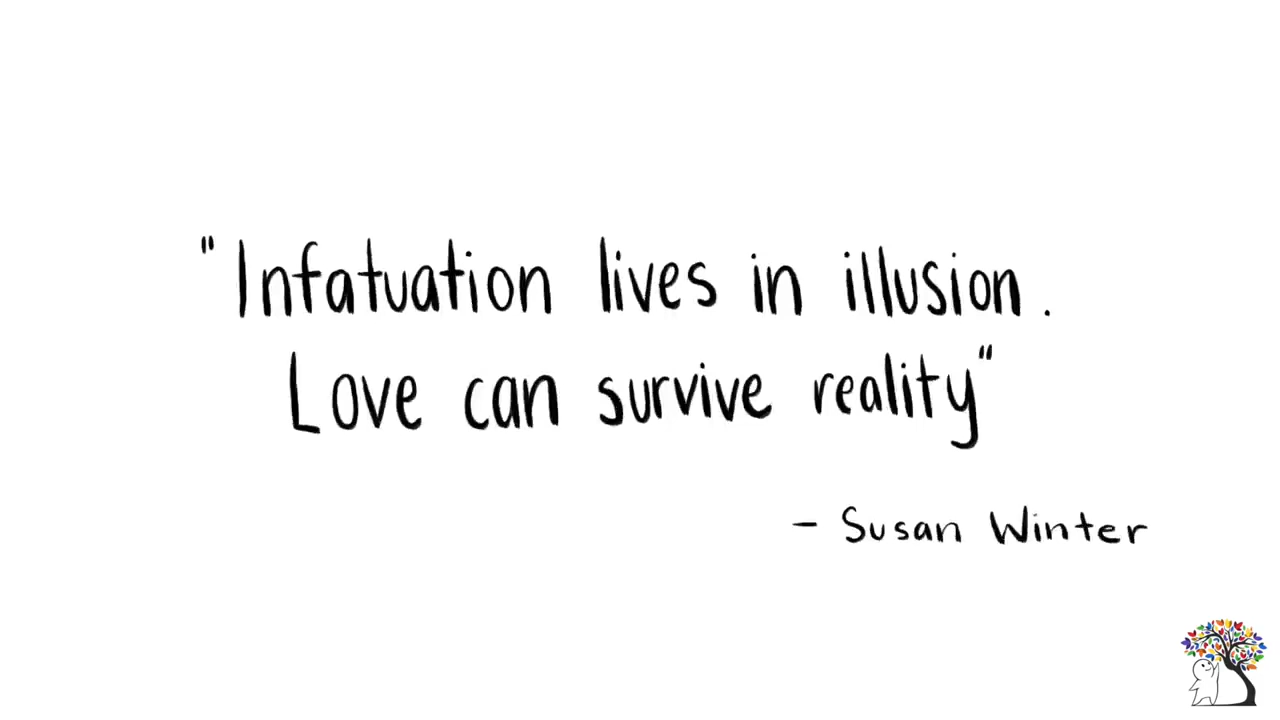 "Infatuation lives in illusion.
Love can survive reality"
- Susan Winter